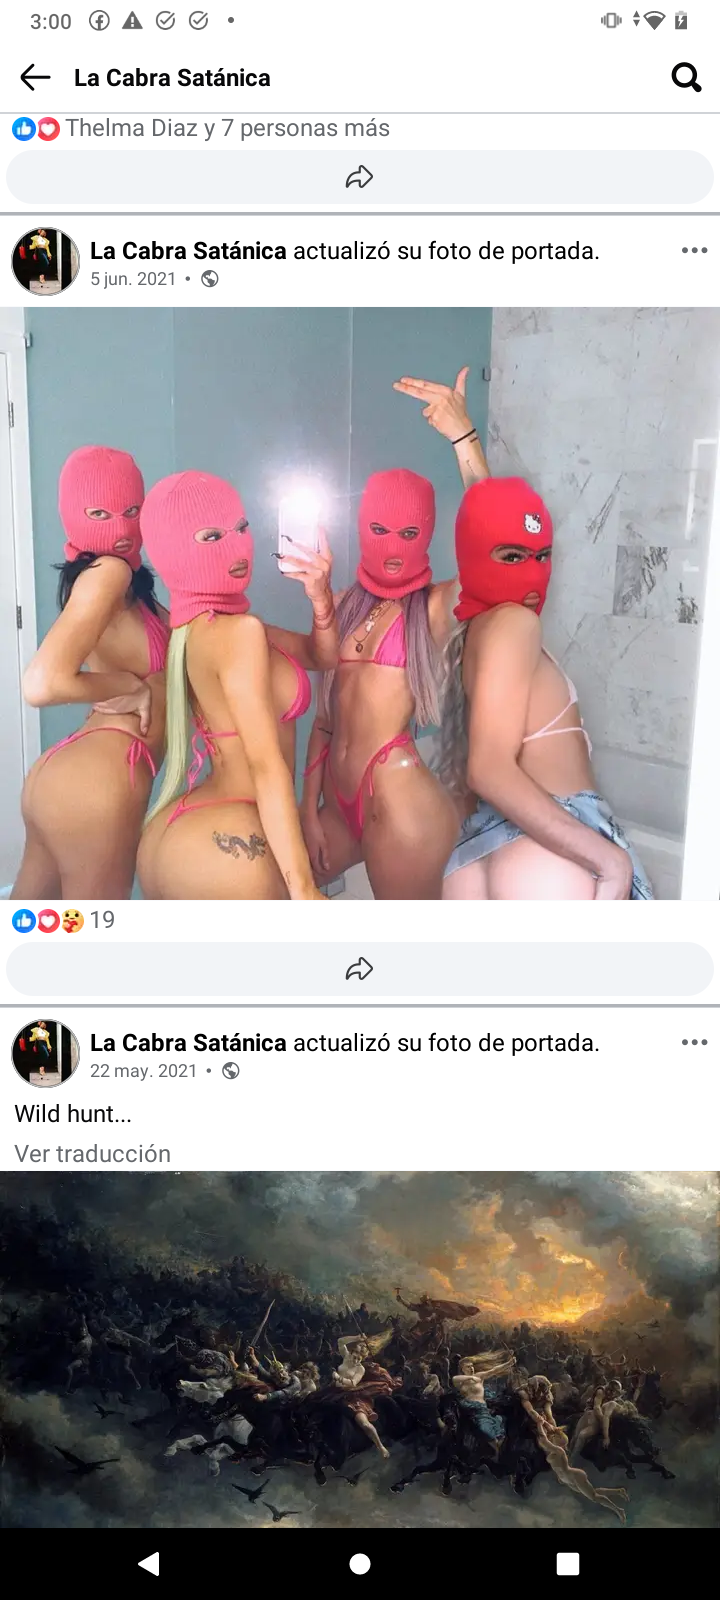 3:00
La Cabra Satánica
Thelma Diaz y 7 personas más
La Cabra Satánica actualizó su foto de portada.
5 jun. 2021 •
19
La Cabra Satánica actualizó su foto de portada.
22 may. 2021 •
Wild hunt...
Ver traducción